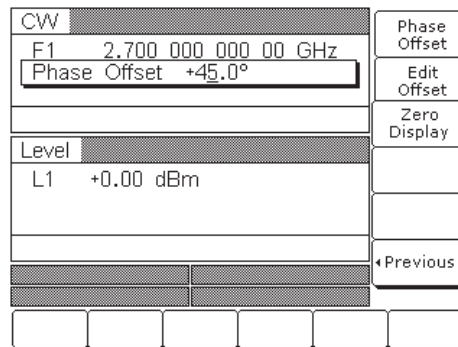 CW
F1 2.700 000 000 00 GHz
Phase Offset +45.0°
Level
L1 +0.00 dBm
Phase Offset
Edit Offset
Zero Display
◂Previous